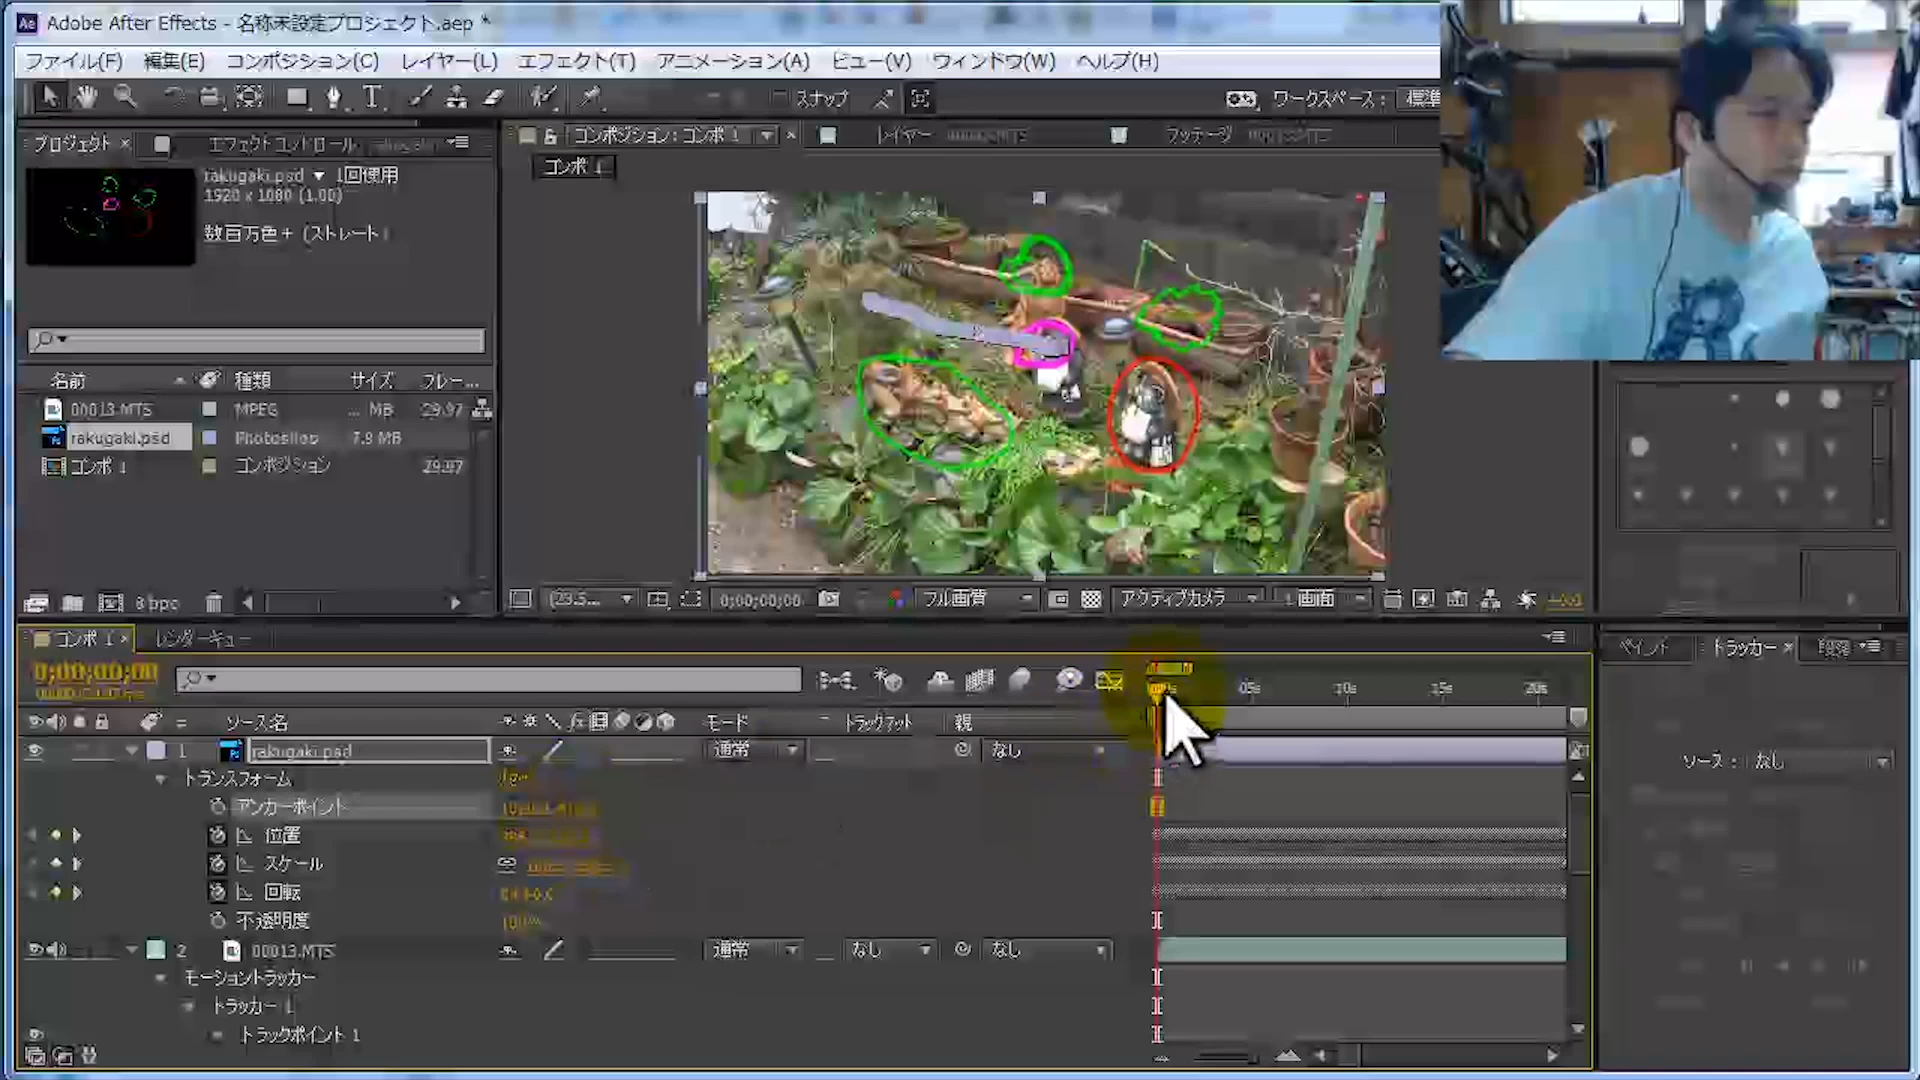 Adobe After Effects - 名称未設定プロジェクト.aep *
ファイル(F) 編集(E) コンポジション(C) レイヤー(L) エフェクト(T) アニメーション(A) ビュー(V) ウィンドウ(W) ヘルプ(H)
スナップ ワークスペース： 標準
プロジェクト × エフェクトコントロール
コンポジション：コンポ 1 × レイヤー フッテージ
コンポ 1
rakugaki.psd ▼ 1回使用
1920 x 1080 (1.00)
数百万色+ (ストレート)
名前 種類 サイズ フレー...
00013.MTS MPEG ... MB 29.97
rakugaki.psd Photoshop 7.9 MB
コンポ 1 コンポジション 29.97
8 bpc
(23.5... 0;00;00;00 フル画質 アクティブカメラ 1 画面
コンポ 1 × レンダーキュー
ペイント トラッカー × 段落
0;00;00;00
05s 10s 15s 20s
ソース名 モード トラックマット 親
1 rakugaki.psd 通常 なし
ソース： なし
トランスフォーム
アンカーポイント
位置
スケール
回転
不透明度 100%
2 00013.MTS 通常 なし なし
モーショントラッカー
トラッカー 1
トラックポイント 1